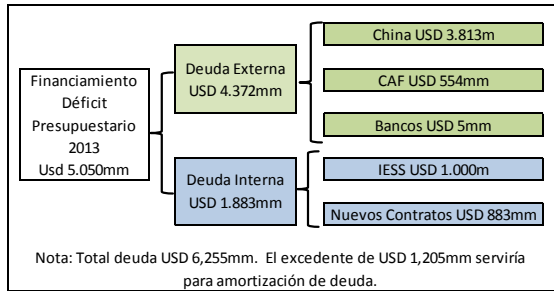 Financiamiento
Déficit
Presupuestario
2013
Usd 5.050mm
Deuda Externa
USD 4.372mm
China USD 3.813m
CAF USD 554mm
Bancos USD 5mm
Deuda Interna
USD 1.883mm
IESS USD 1.000m
Nuevos Contratos USD 883mm
Nota: Total deuda USD 6,255mm. El excedente de USD 1,205mm serviría
para amortización de deuda.